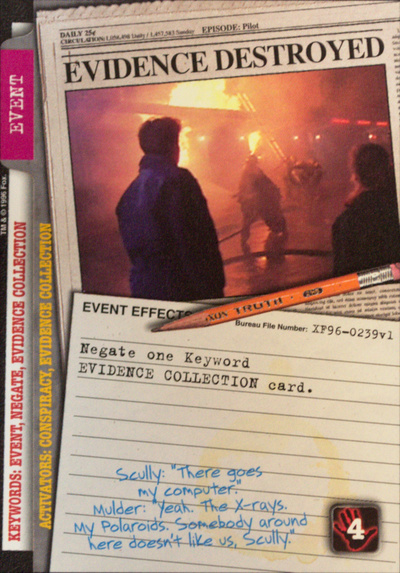 DAILY 25¢ EPISODE: Pilot
CIRCULATION: 1,056,498 Daily / 1,457,583 Sunday
EVIDENCE DESTROYED
EVENT
TM & © 1996 Fox.
KEYWORDS: EVENT, NEGATE, EVIDENCE COLLECTION
ACTIVATORS: CONSPIRACY, EVIDENCE COLLECTION
TRUTH
EVENT EFFECTS
Bureau File Number: XF96-0239v1
Negate one Keyword
EVIDENCE COLLECTION card.
Scully: "There goes
my computer."
Mulder: "Yeah. The X-rays.
My Polaroids. Somebody around
here doesn't like us, Scully."
4